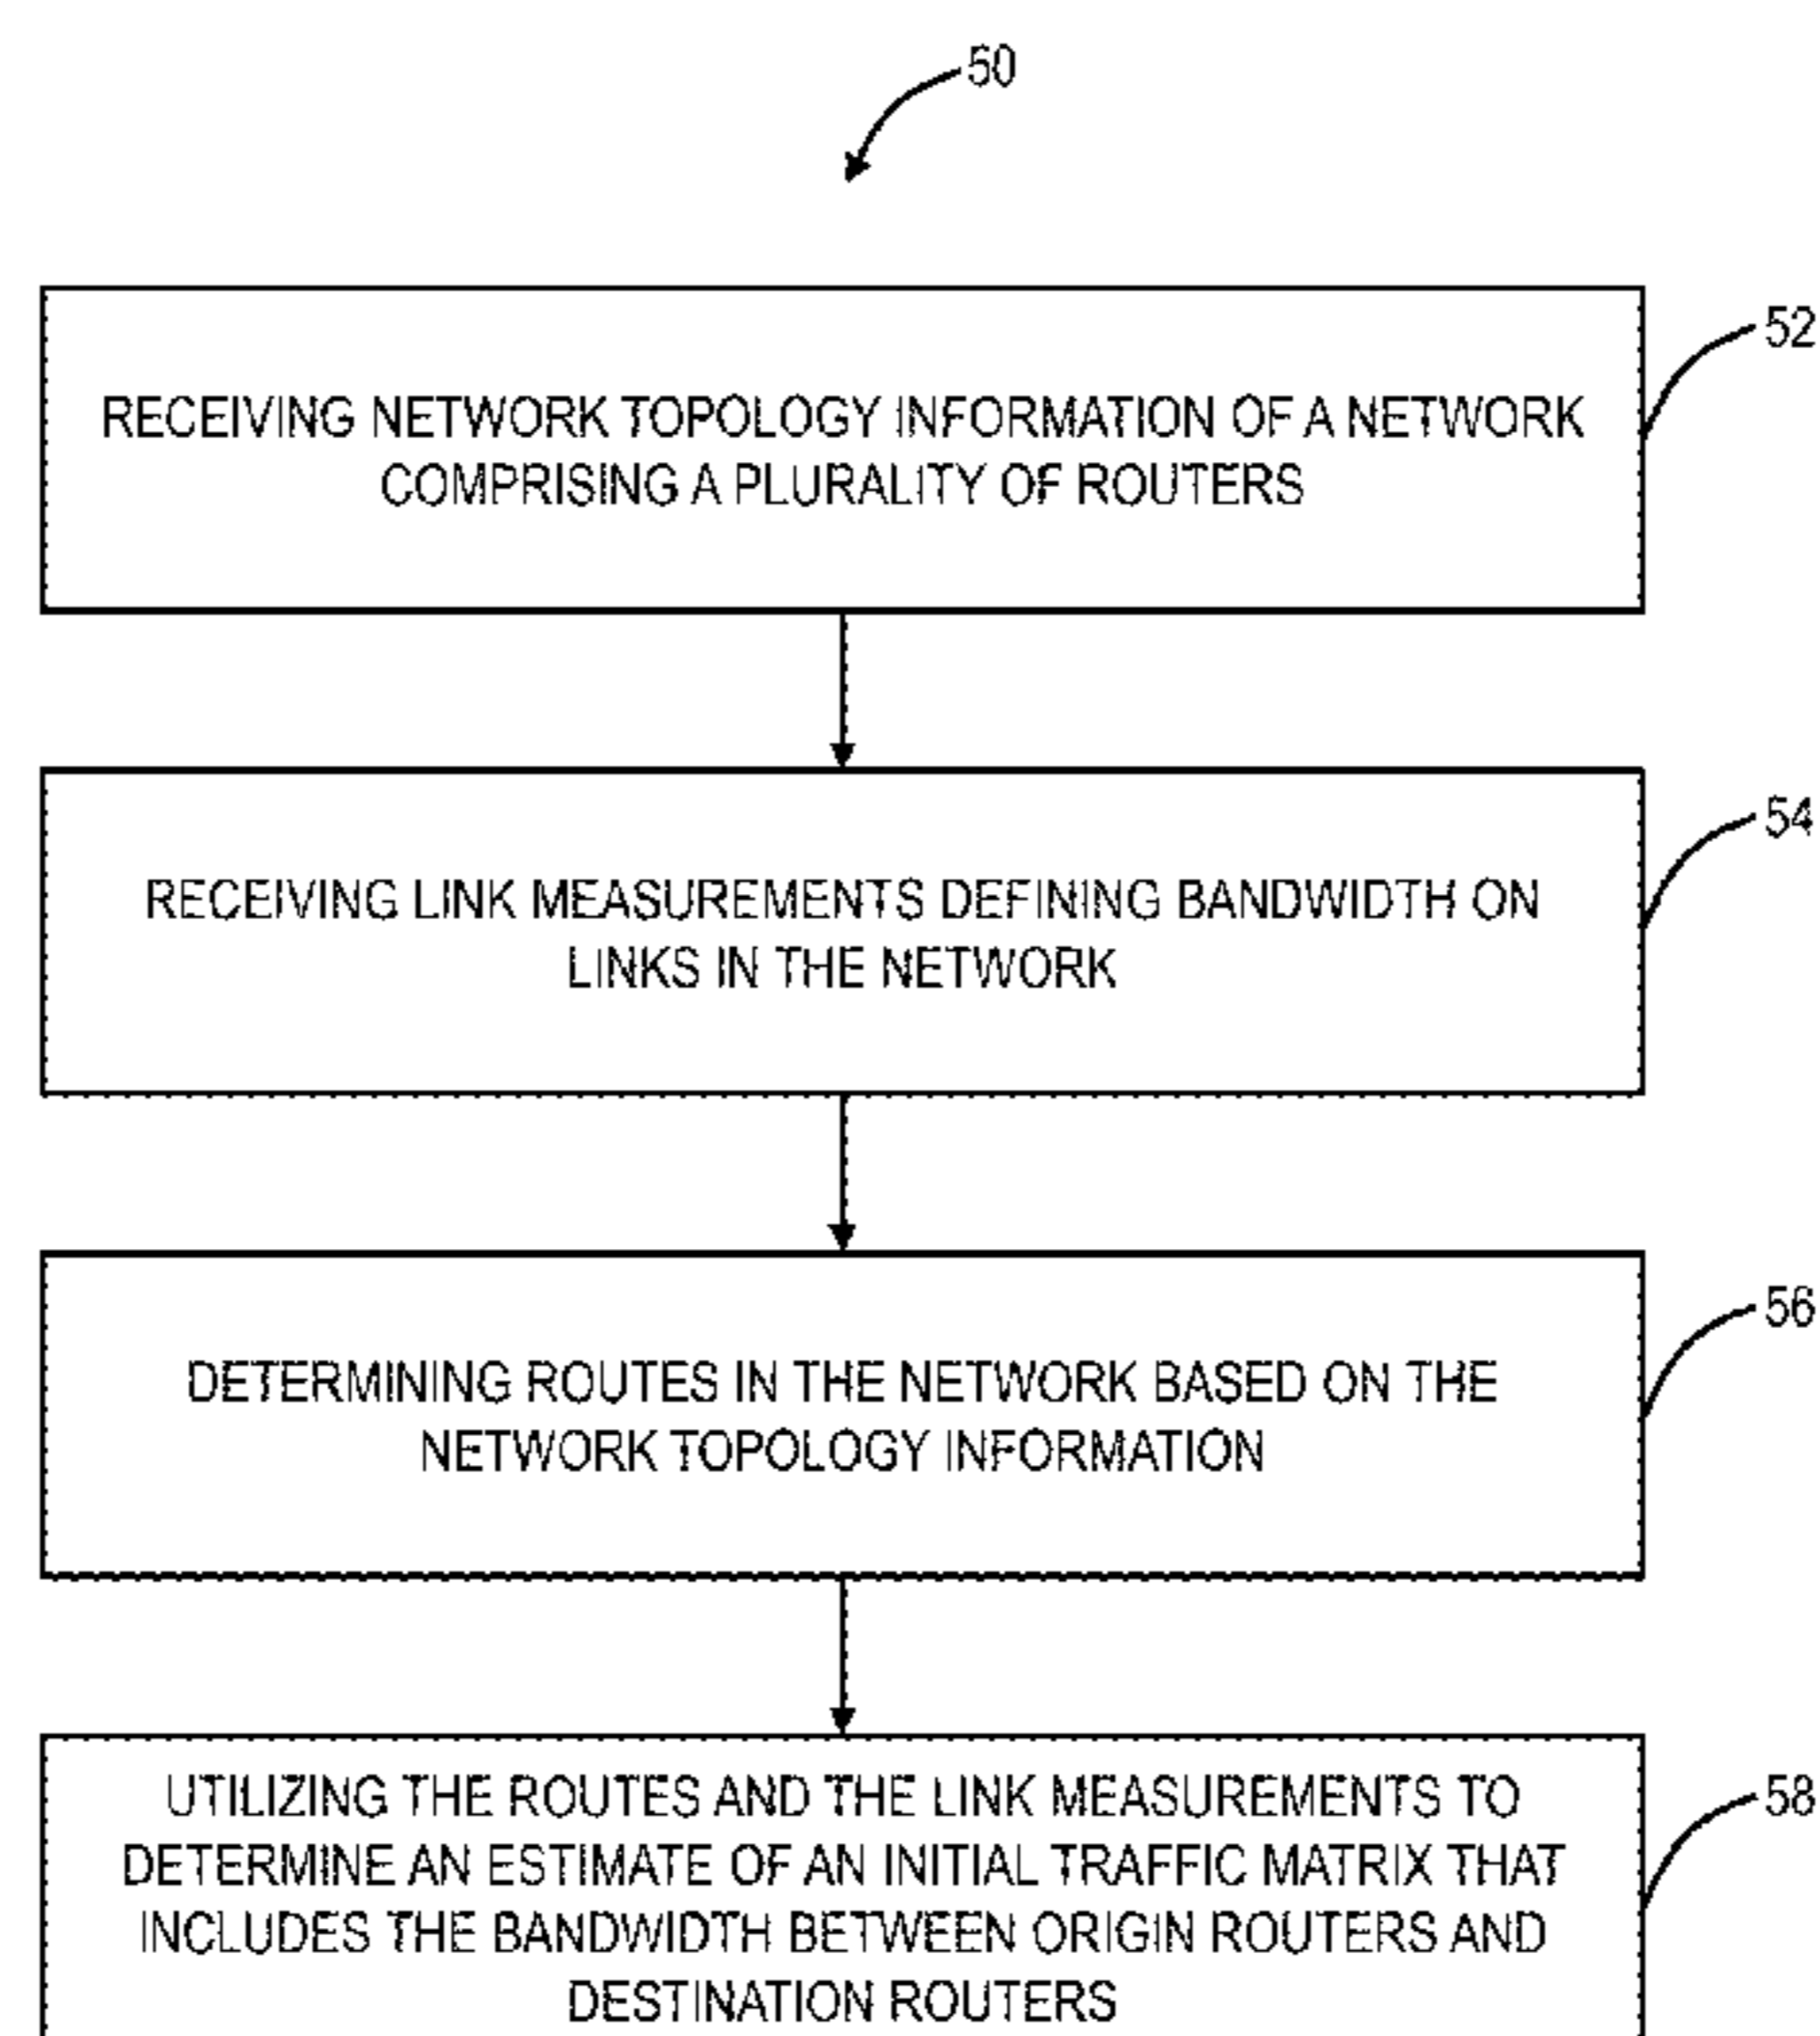 50
52
RECEIVING NETWORK TOPOLOGY INFORMATION OF A NETWORK
COMPRISING A PLURALITY OF ROUTERS
54
RECEIVING LINK MEASUREMENTS DEFINING BANDWIDTH ON
LINKS IN THE NETWORK
56
DETERMINING ROUTES IN THE NETWORK BASED ON THE
NETWORK TOPOLOGY INFORMATION
58
UTILIZING THE ROUTES AND THE LINK MEASUREMENTS TO
DETERMINE AN ESTIMATE OF AN INITIAL TRAFFIC MATRIX THAT
INCLUDES THE BANDWIDTH BETWEEN ORIGIN ROUTERS AND
DESTINATION ROUTERS